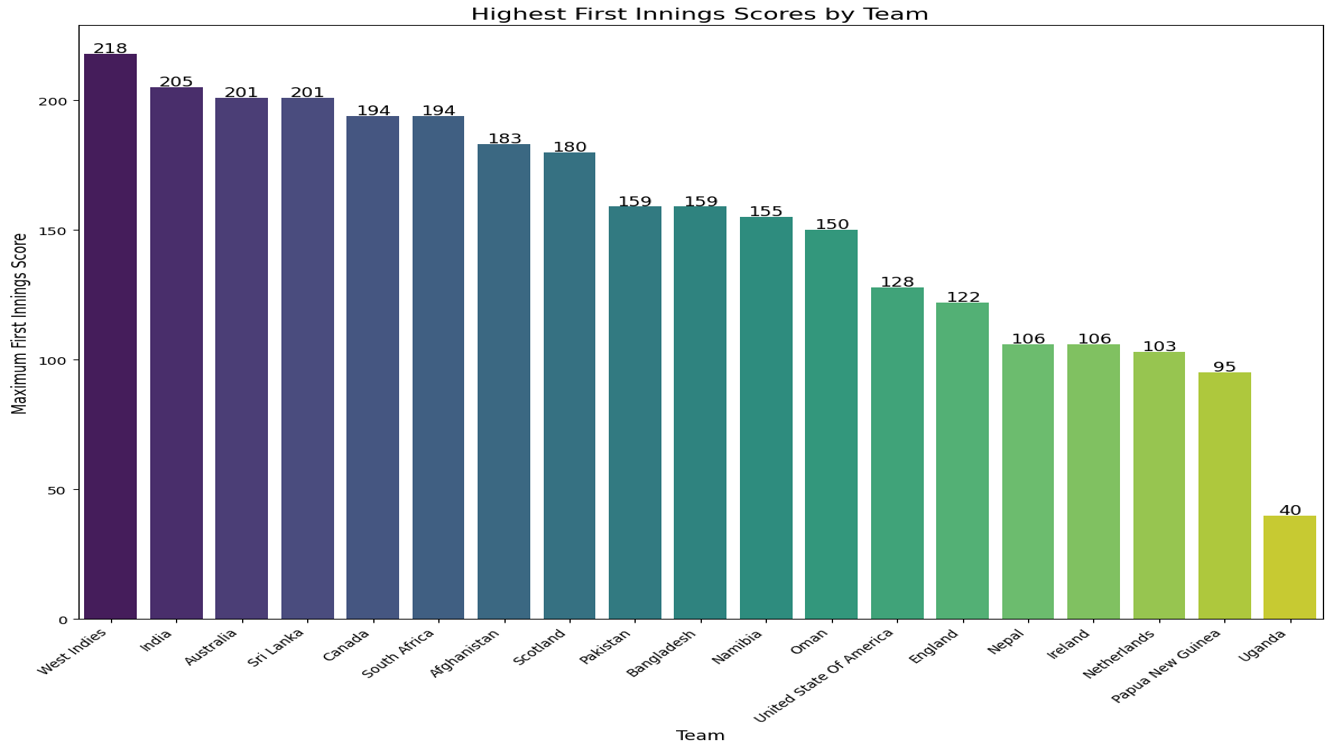 Highest First Innings Scores by Team
218
205
201
201
194
194
183
180
159
159
155
150
128
122
106
106
103
95
40
200
150
100
50
0
Maximum First Innings Score
West Indies
India
Australia
Sri Lanka
Canada
South Africa
Afghanistan
Scotland
Pakistan
Bangladesh
Namibia
Oman
United State Of America
England
Nepal
Ireland
Netherlands
Papua New Guinea
Uganda
Team